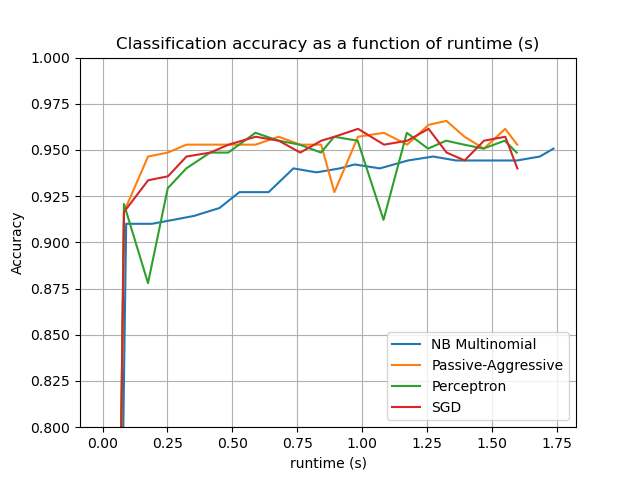 Classification accuracy as a function of runtime (s)
1.000
0.975
0.950
0.925
0.900
0.875
0.850
0.825
0.800
Accuracy
NB Multinomial
Passive-Aggressive
Perceptron
SGD
0.00 0.25 0.50 0.75 1.00 1.25 1.50 1.75
runtime (s)